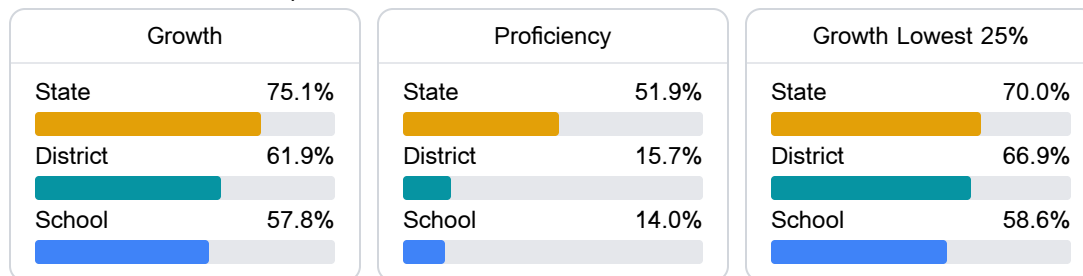 Growth
State 75.1%
District 61.9%
School 57.8%
Proficiency
State 51.9%
District 15.7%
School 14.0%
Growth Lowest 25%
State 70.0%
District 66.9%
School 58.6%